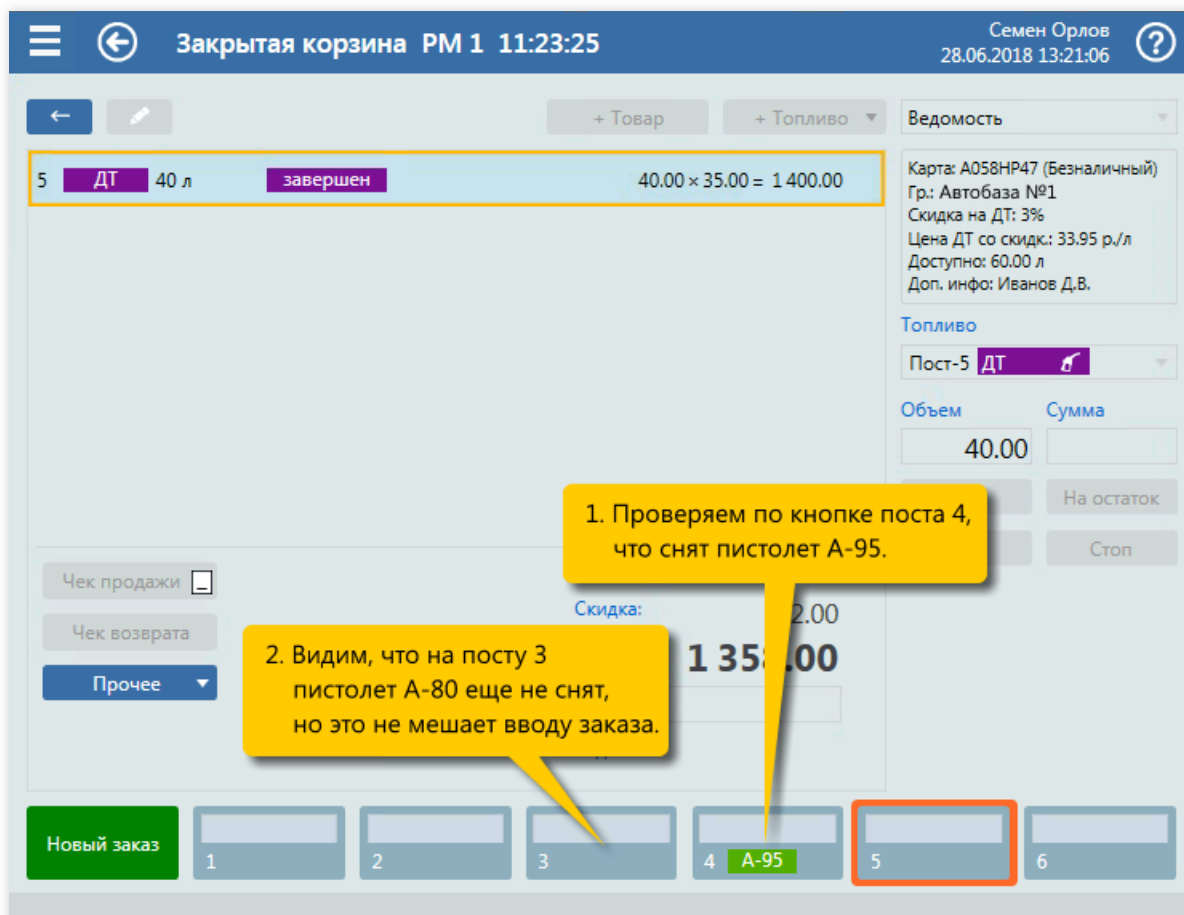 Закрытая корзина РМ 1 11:23:25
Семен Орлов
28.06.2018 13:21:06
+ Товар
+ Топливо
Ведомость
5 ДТ 40 л завершен 40.00 × 35.00 = 1 400.00
Карта: А058НР47 (Безналичный)
Гр.: Автобаза №1
Скидка на ДТ: 3%
Цена ДТ со скидк.: 33.95 р./л
Доступно: 60.00 л
Доп. инфо: Иванов Д.В.
Топливо
Пост-5 ДТ
Объем Сумма
40.00
На остаток
Стоп
1. Проверяем по кнопке поста 4,
что снят пистолет А-95.
Чек продажи
Чек возврата
Прочее
Скидка: 2.00
1 358.00
2. Видим, что на посту 3
пистолет А-80 еще не снят,
но это не мешает вводу заказа.
Новый заказ
1
2
3
4 А-95
5
6